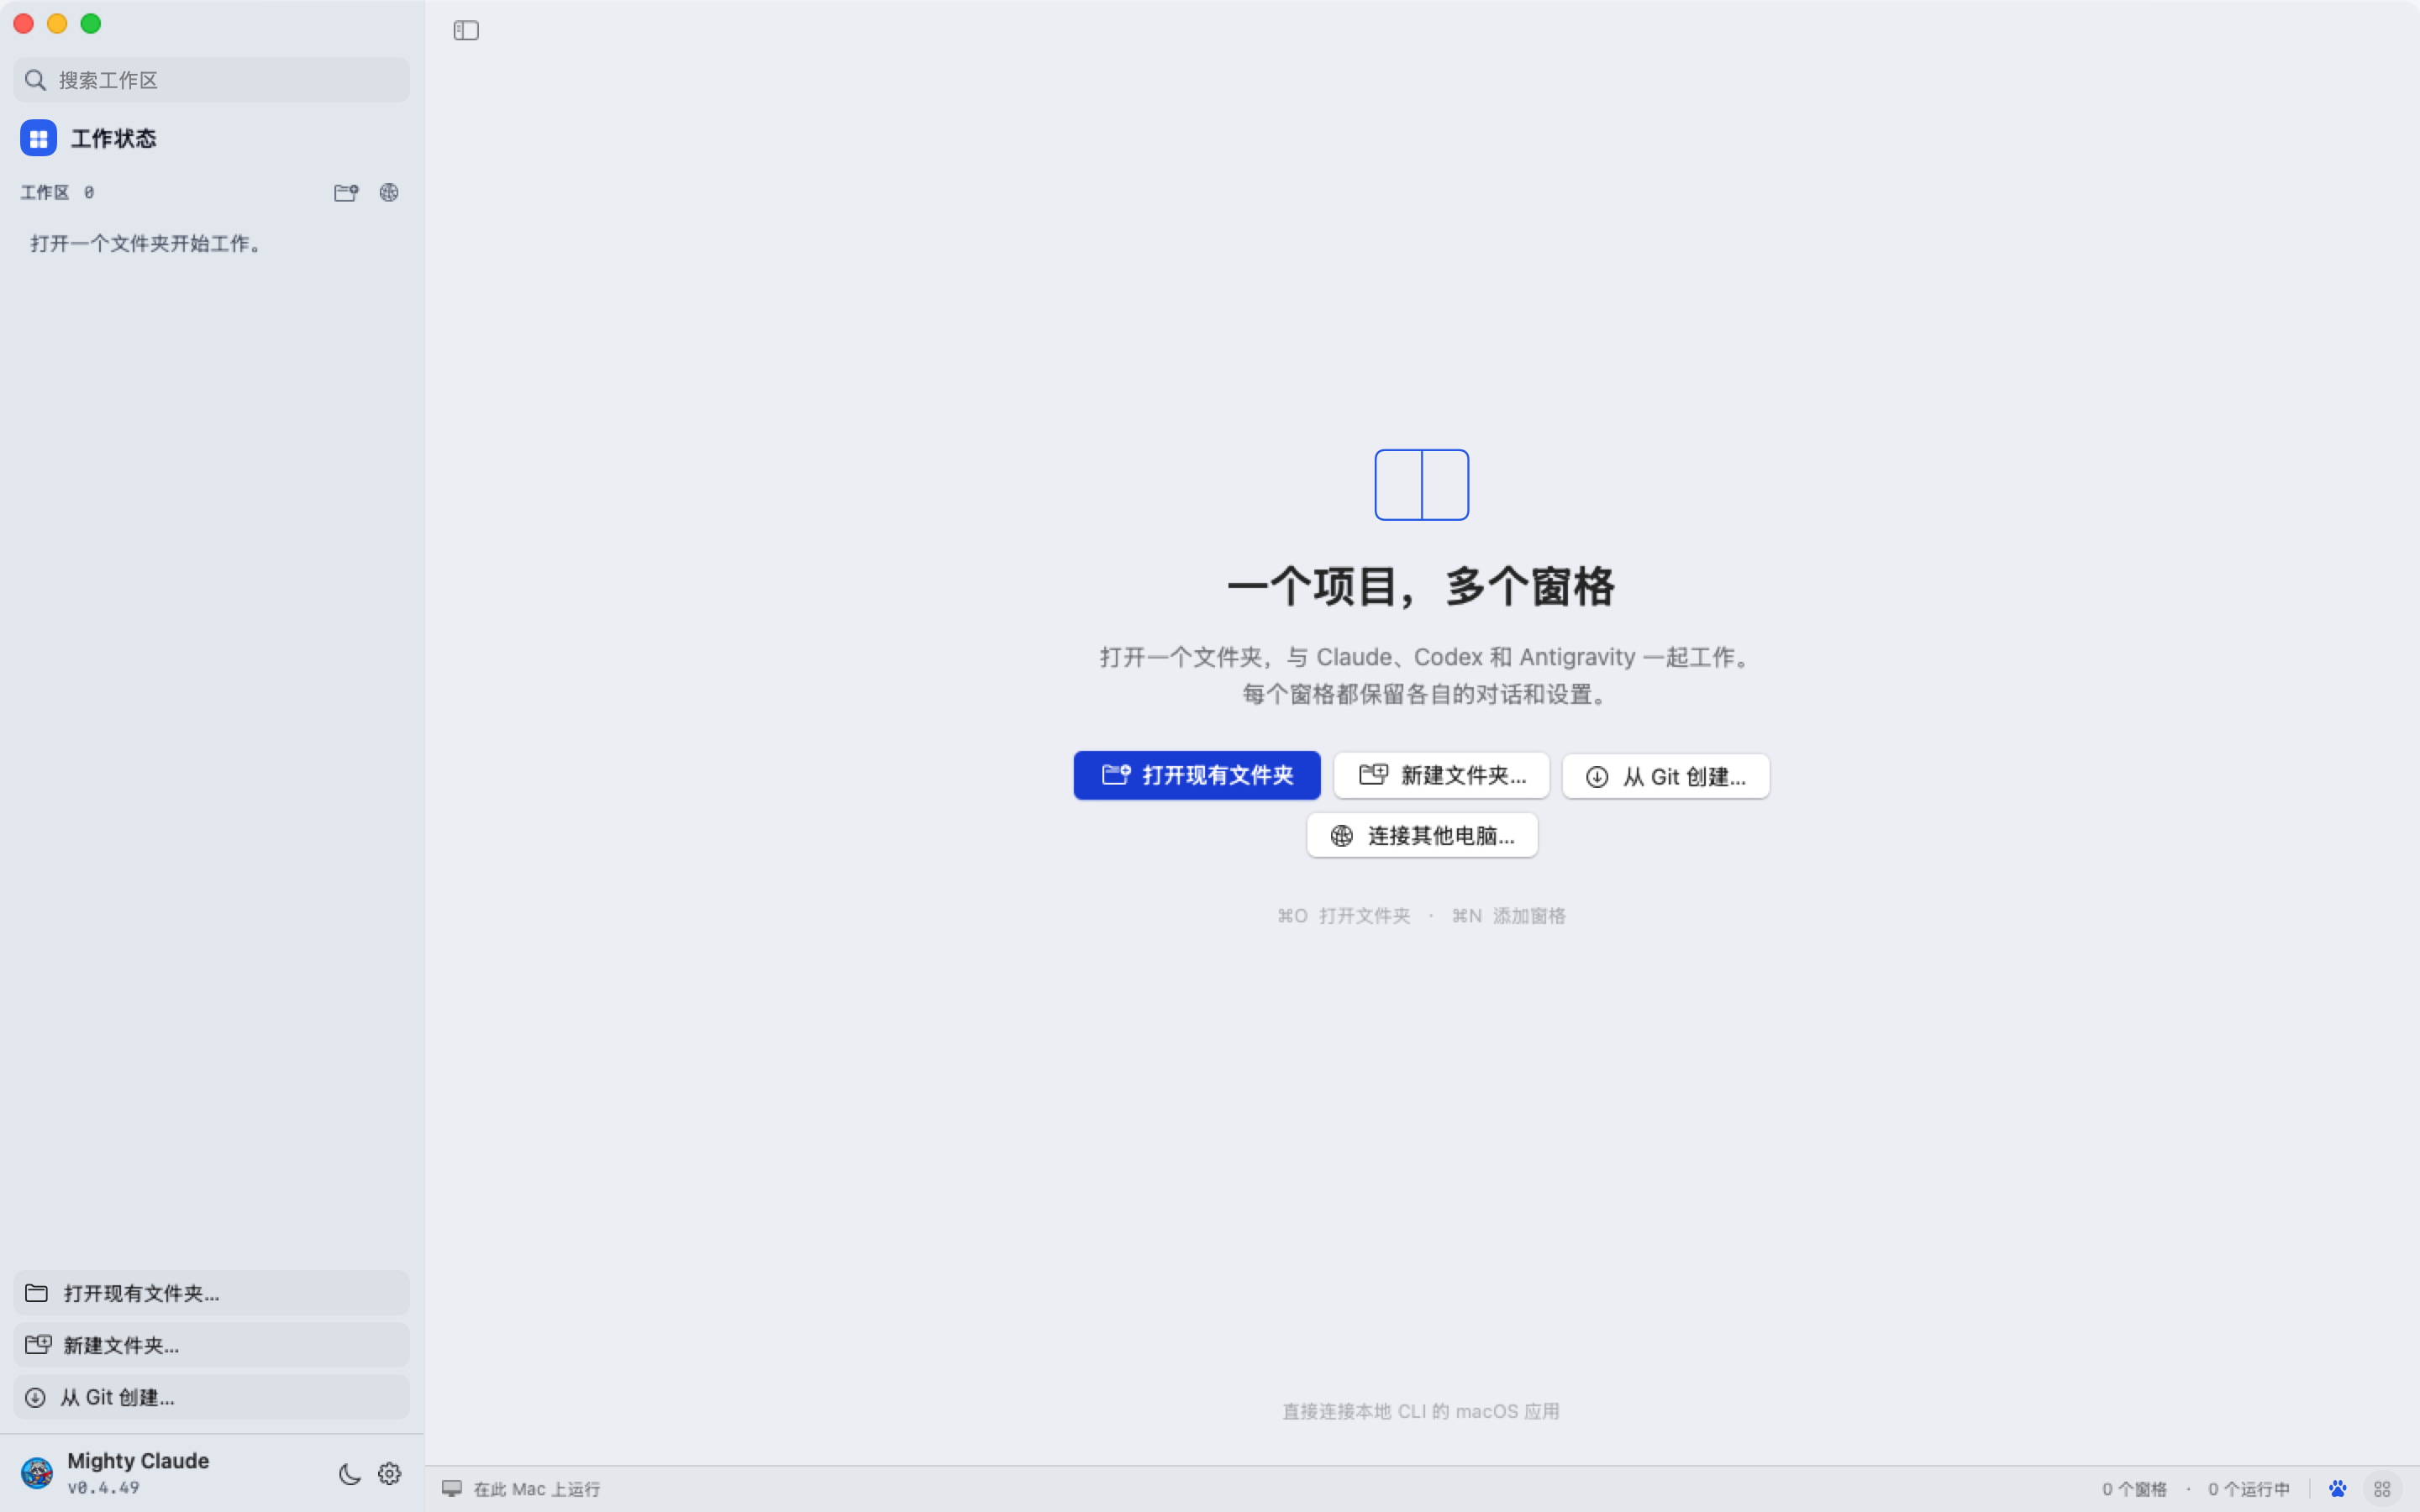 搜索工作区
工作状态
工作区 0
打开一个文件夹开始工作。
一个项目，多个窗格
打开一个文件夹，与 Claude、Codex 和 Antigravity 一起工作。
每个窗格都保留各自的对话和设置。
打开现有文件夹
新建文件夹...
从 Git 创建...
连接其他电脑...
⌘O 打开文件夹 · ⌘N 添加窗格
打开现有文件夹...
新建文件夹...
从 Git 创建...
直接连接本地 CLI 的 macOS 应用
Mighty Claude
v0.4.49
在此 Mac 上运行
0 个窗格 · 0 个运行中